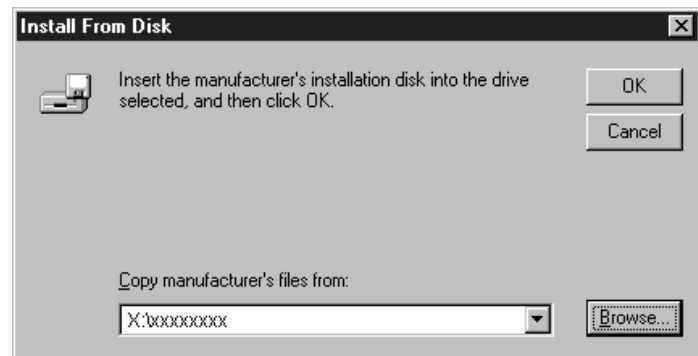 Install From Disk
Insert the manufacturer's installation disk into the drive
selected, and then click OK.
OK
Cancel
Copy manufacturer's files from:
X:\xxxxxxxx
Browse...